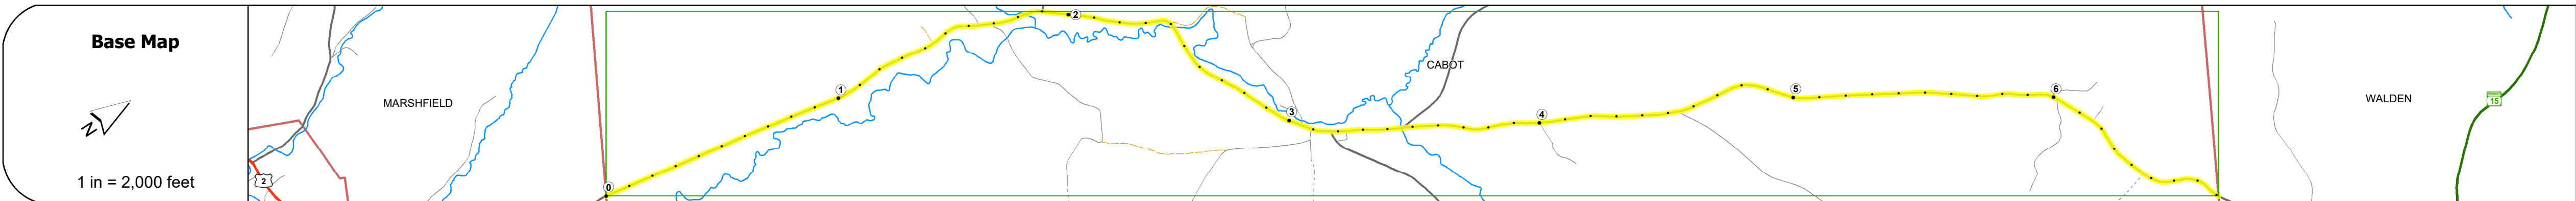 Base Map
N
1 in = 2,000 feet
2
MARSHFIELD
0
1
2
3
CABOT
4
5
6
WALDEN
15